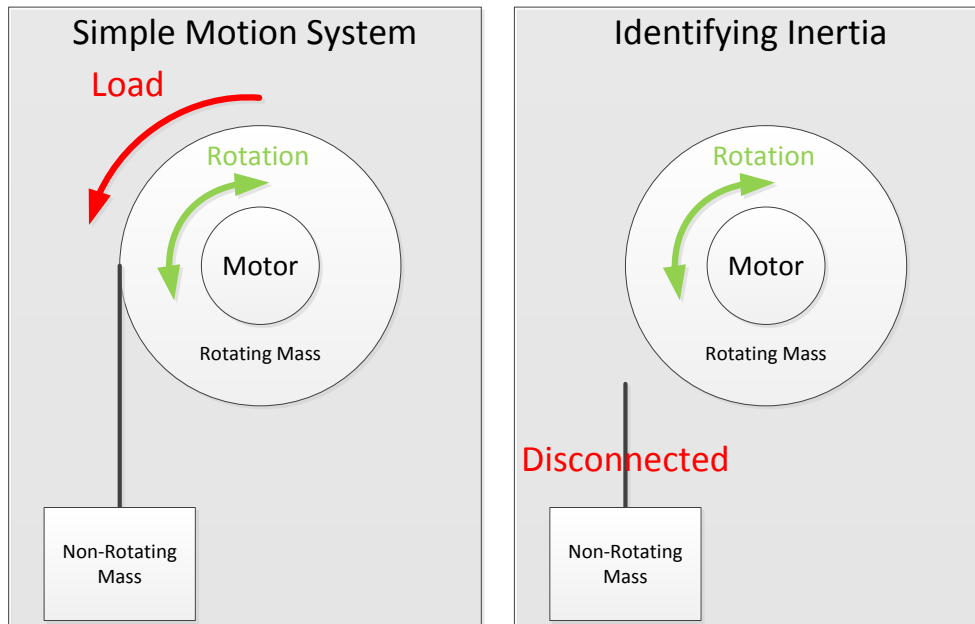 Simple Motion System
Load
Rotation
Motor
Rotating Mass
Non-Rotating
Mass
Identifying Inertia
Rotation
Motor
Rotating Mass
Disconnected
Non-Rotating
Mass